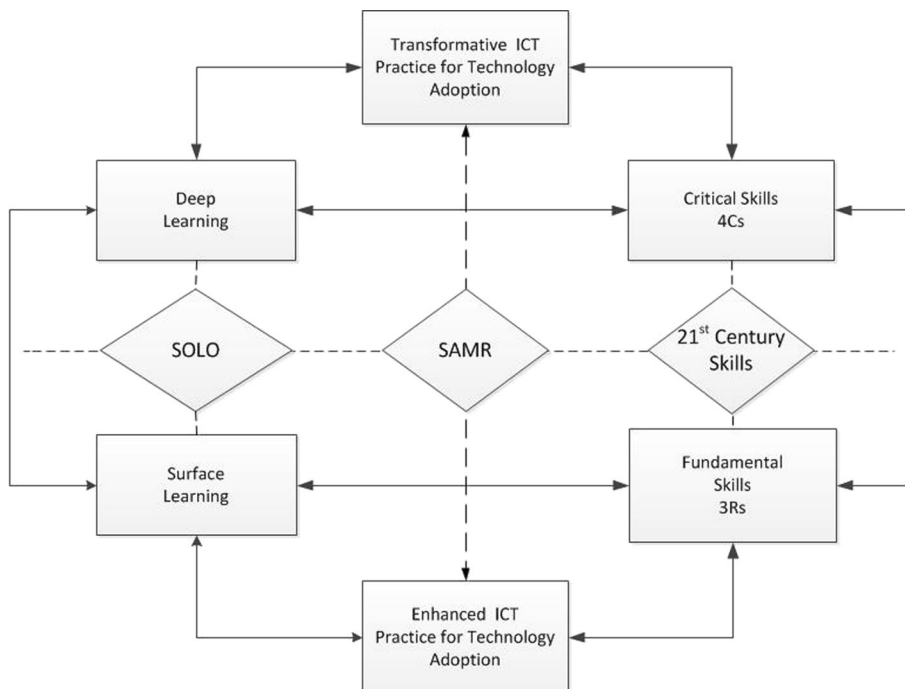 Transformative ICT
Practice for Technology
Adoption
Deep
Learning
Critical Skills
4Cs
SOLO
SAMR
21st Century
Skills
Surface
Learning
Fundamental
Skills
3Rs
Enhanced ICT
Practice for Technology
Adoption